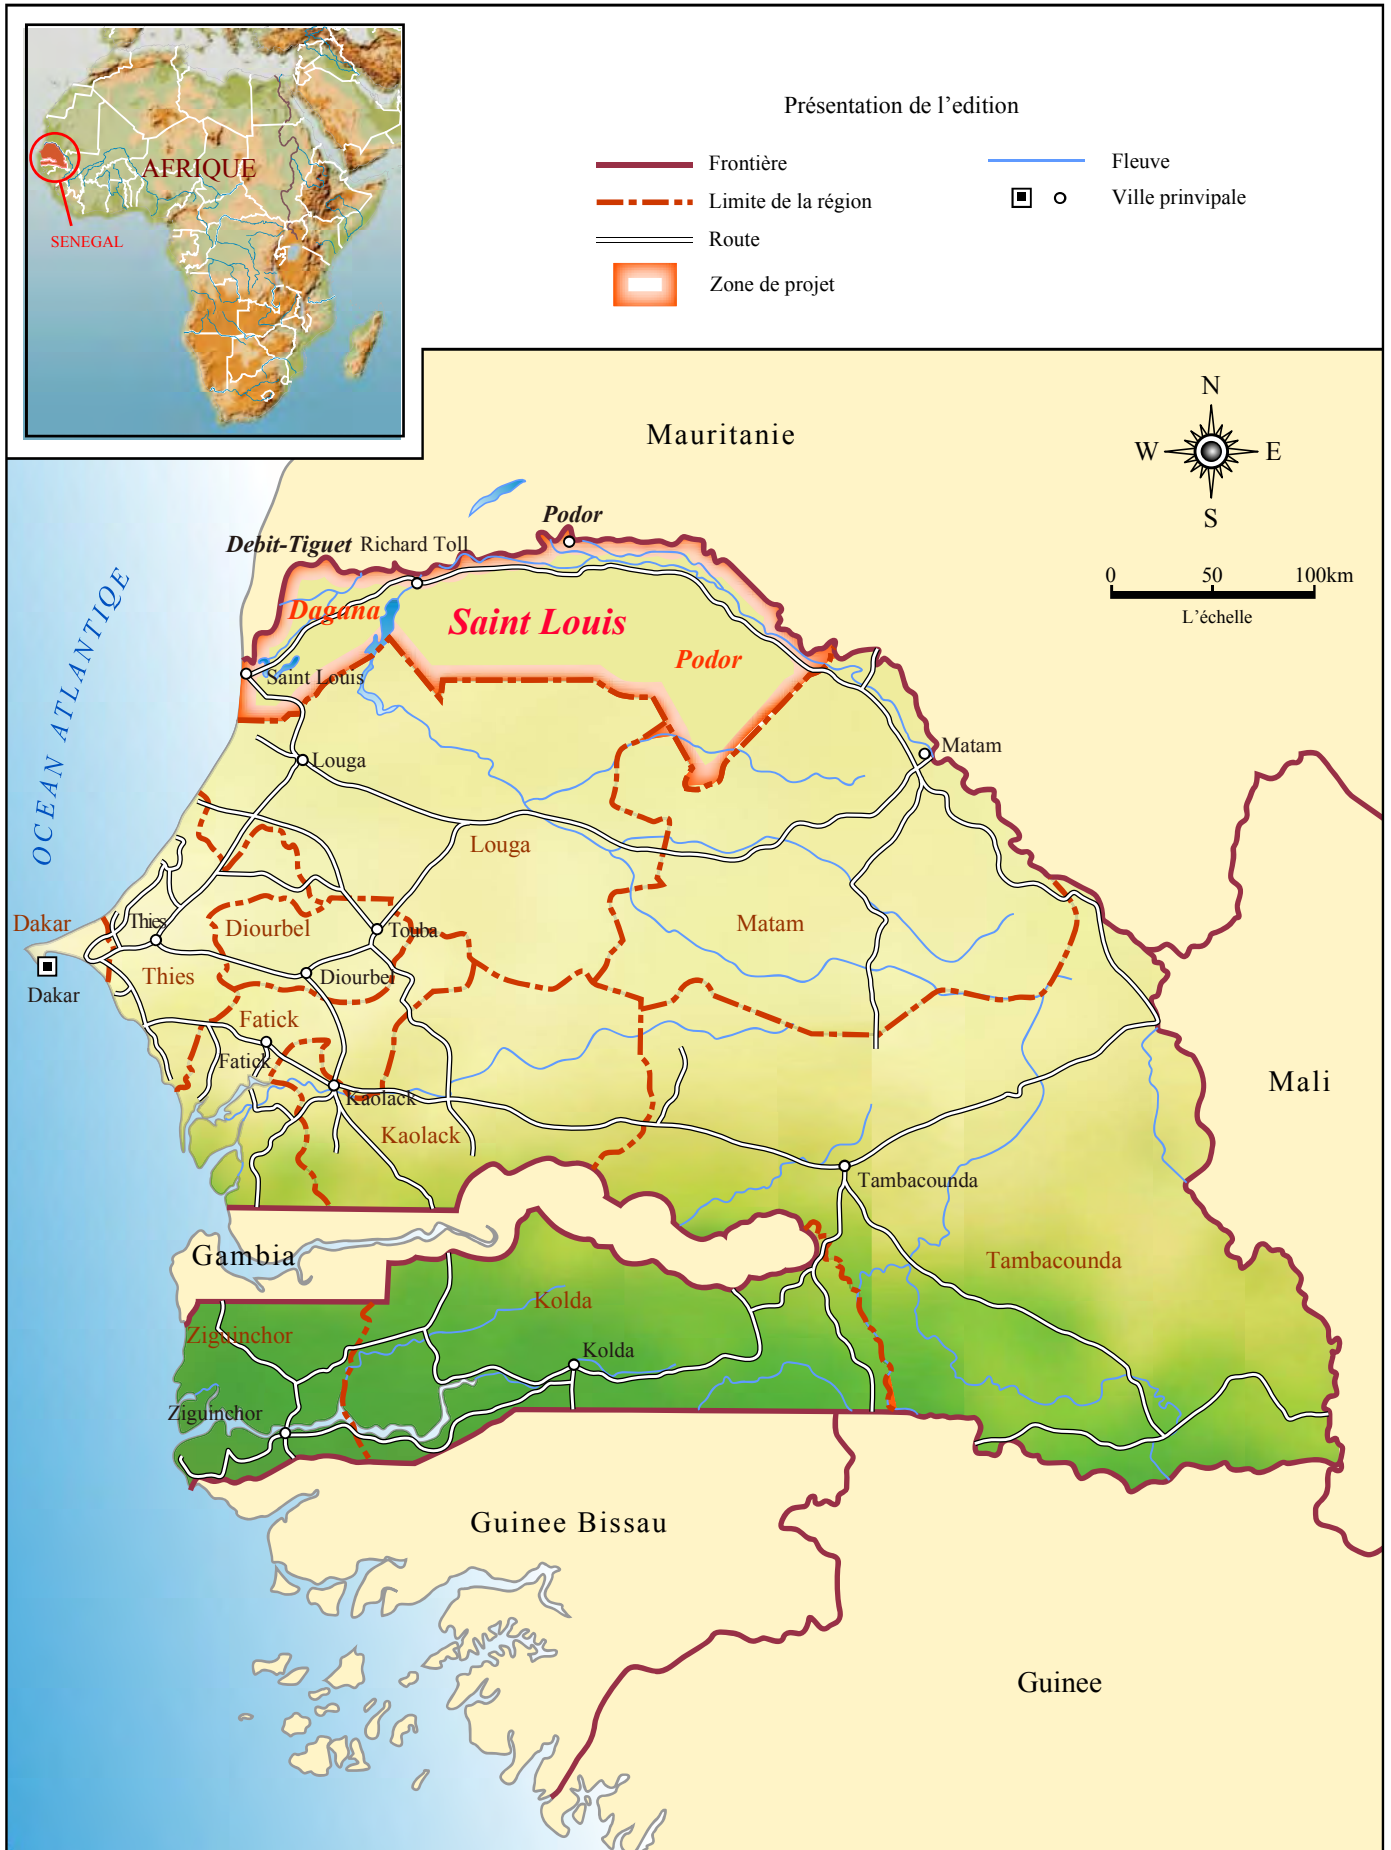 AFRIQUE
SENEGAL
Présentation de l’edition
Frontière
Limite de la région
Route
Zone de projet
Fleuve
Ville prinvipale
Mauritanie
N
W
E
S
0 50 100km
L’échelle
OCEAN ATLANTIQE
Podor
Debit-Tiguet
Richard Toll
Dagana
Saint Louis
Podor
Saint Louis
Louga
Matam
Louga
Dakar
Thies
Diourbel
Touba
Matam
Thies
Diourbel
Dakar
Fatick
Fatick
Kaolack
Kaolack
Mali
Tambacounda
Gambia
Tambacounda
Kolda
Ziguinchor
Kolda
Ziguinchor
Guinee Bissau
Guinee